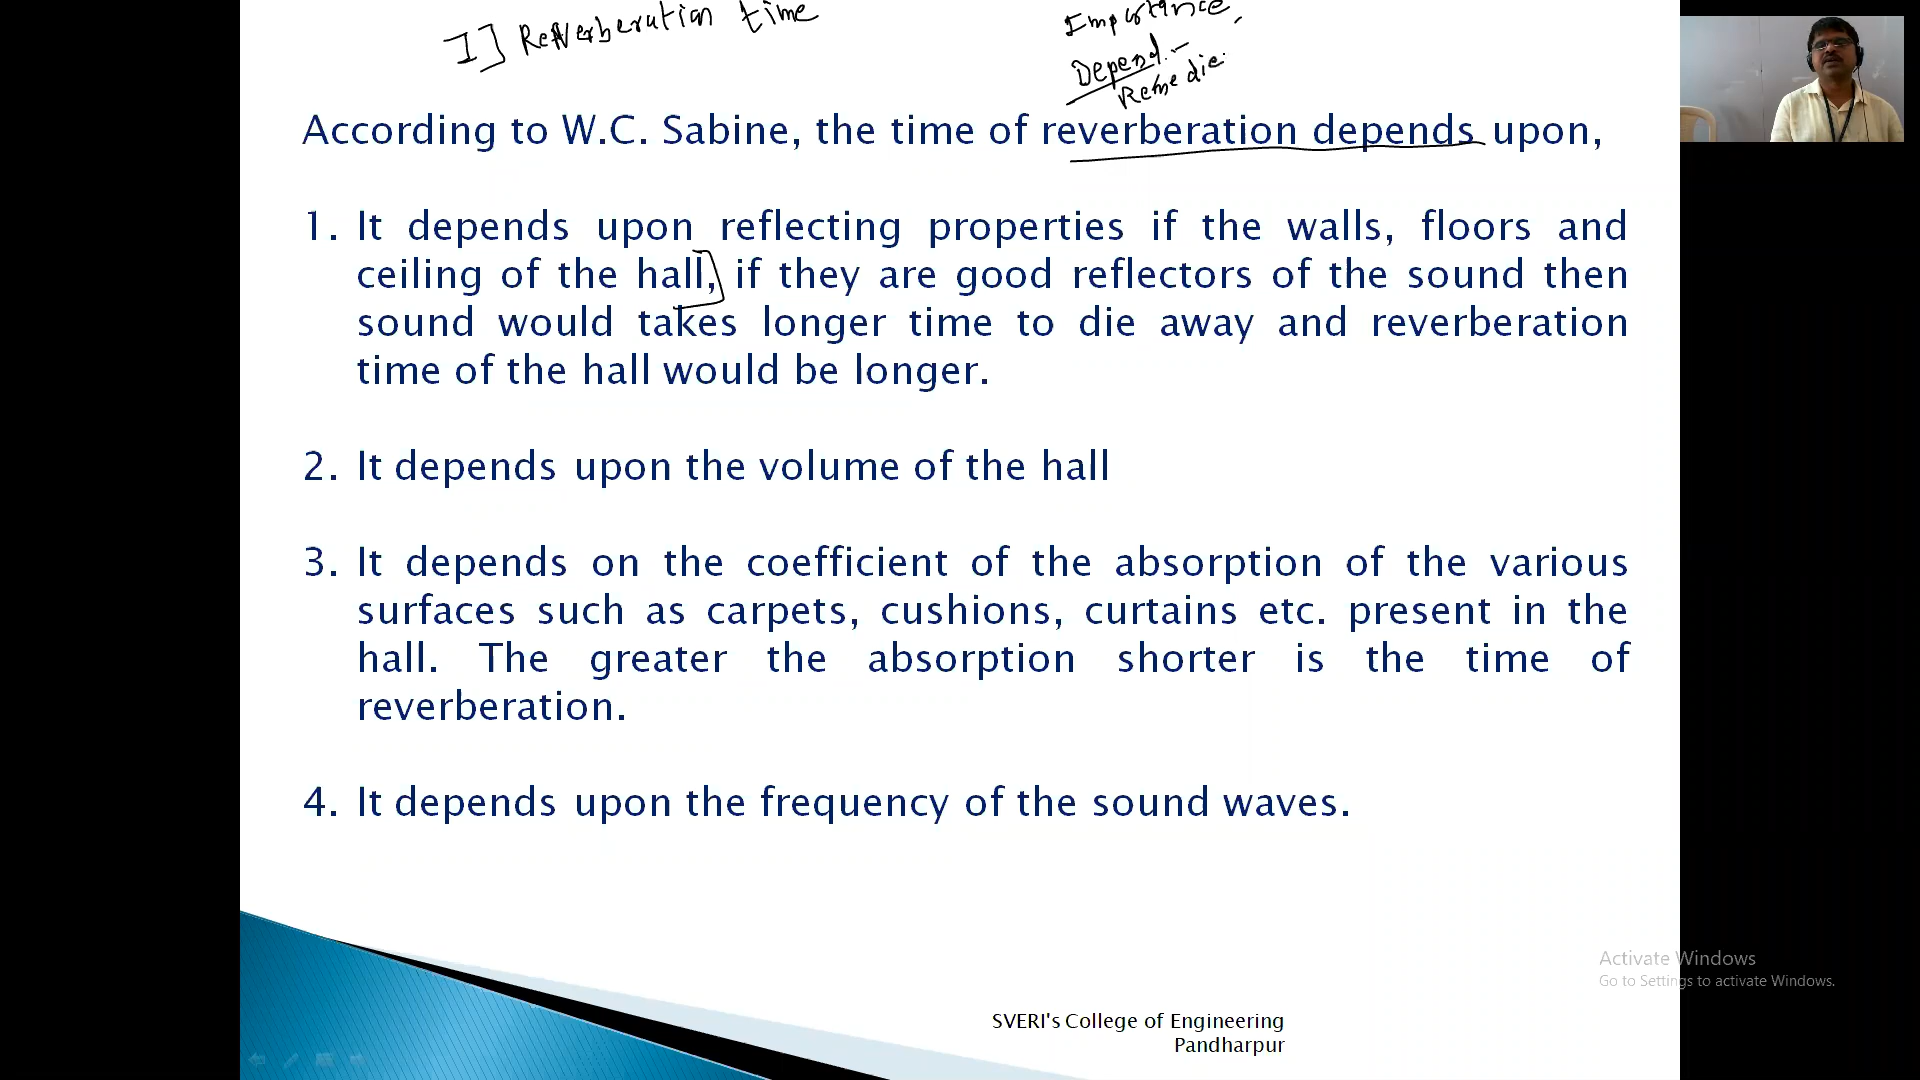 I] Reverberation time
Importance,
Depend.-
Remedie.
According to W.C. Sabine, the time of reverberation depends upon,
1. It depends upon reflecting properties if the walls, floors and
ceiling of the hall, if they are good reflectors of the sound then
sound would takes longer time to die away and reverberation
time of the hall would be longer.
2. It depends upon the volume of the hall
3. It depends on the coefficient of the absorption of the various
surfaces such as carpets, cushions, curtains etc. present in the
hall. The greater the absorption shorter is the time of
reverberation.
4. It depends upon the frequency of the sound waves.
Activate Windows
Go to Settings to activate Windows.
SVERI's College of Engineering
Pandharpur